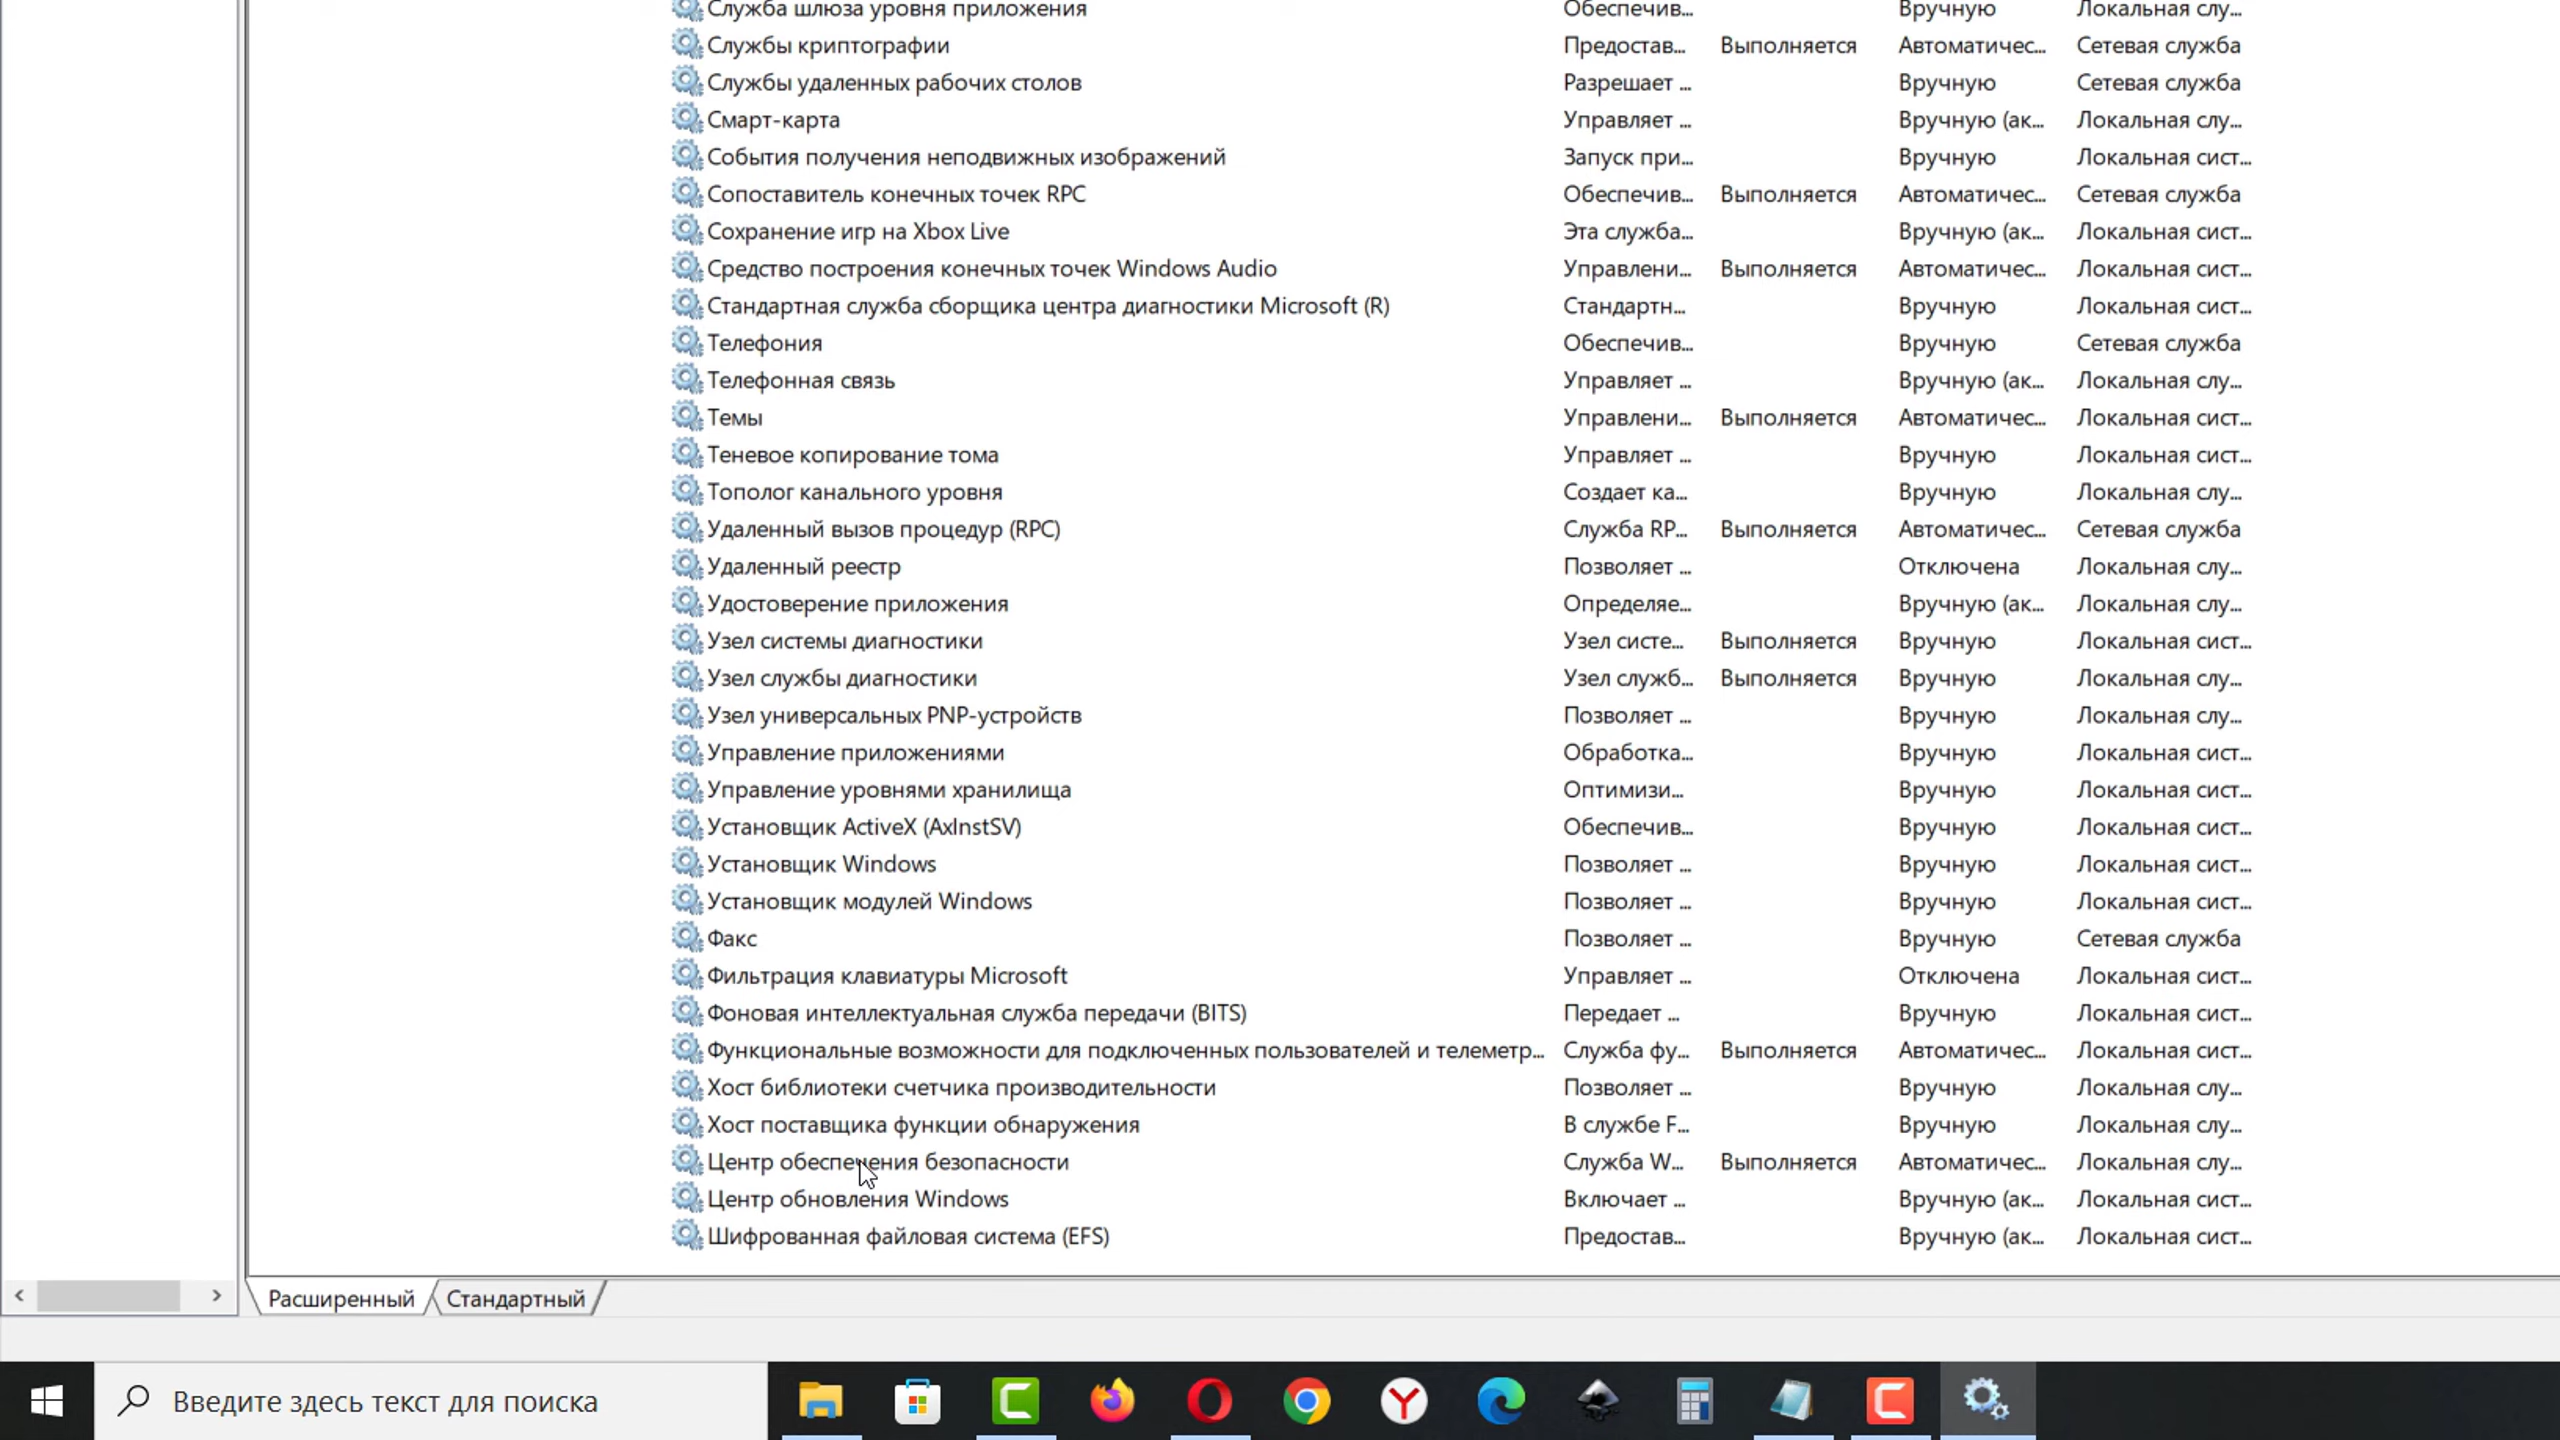 Служба шлюза уровня приложения Обеспечив... Вручную Локальная слу...
Службы криптографии Предостав... Выполняется Автоматичес... Сетевая служба
Службы удаленных рабочих столов Разрешает ... Вручную Сетевая служба
Смарт-карта Управляет ... Вручную (ак... Локальная слу...
События получения неподвижных изображений Запуск при... Вручную Локальная сист...
Сопоставитель конечных точек RPC Обеспечив... Выполняется Автоматичес... Сетевая служба
Сохранение игр на Xbox Live Эта служба... Вручную (ак... Локальная сист...
Средство построения конечных точек Windows Audio Управлени... Выполняется Автоматичес... Локальная сист...
Стандартная служба сборщика центра диагностики Microsoft (R) Стандартн... Вручную Локальная сист...
Телефония Обеспечив... Вручную Сетевая служба
Телефонная связь Управляет ... Вручную (ак... Локальная слу...
Темы Управлени... Выполняется Автоматичес... Локальная сист...
Теневое копирование тома Управляет ... Вручную Локальная сист...
Тополог канального уровня Создает ка... Вручную Локальная слу...
Удаленный вызов процедур (RPC) Служба RP... Выполняется Автоматичес... Сетевая служба
Удаленный реестр Позволяет ... Отключена Локальная слу...
Удостоверение приложения Определяе... Вручную (ак... Локальная слу...
Узел системы диагностики Узел систе... Выполняется Вручную Локальная сист...
Узел службы диагностики Узел служб... Выполняется Вручную Локальная слу...
Узел универсальных PNP-устройств Позволяет ... Вручную Локальная слу...
Управление приложениями Обработка... Вручную Локальная сист...
Управление уровнями хранилища Оптимизи... Вручную Локальная сист...
Установщик ActiveX (AxInstSV) Обеспечив... Вручную Локальная сист...
Установщик Windows Позволяет ... Вручную Локальная сист...
Установщик модулей Windows Позволяет ... Вручную Локальная сист...
Факс Позволяет ... Вручную Сетевая служба
Фильтрация клавиатуры Microsoft Управляет ... Отключена Локальная сист...
Фоновая интеллектуальная служба передачи (BITS) Передает ... Вручную Локальная сист...
Функциональные возможности для подключенных пользователей и телеметр... Служба фу... Выполняется Автоматичес... Локальная сист...
Хост библиотеки счетчика производительности Позволяет ... Вручную Локальная слу...
Хост поставщика функции обнаружения В службе F... Вручную Локальная слу...
Центр обеспечения безопасности Служба W... Выполняется Автоматичес... Локальная слу...
Центр обновления Windows Включает ... Вручную (ак... Локальная сист...
Шифрованная файловая система (EFS) Предостав... Вручную (ак... Локальная сист...
Расширенный Стандартный
Введите здесь текст для поиска